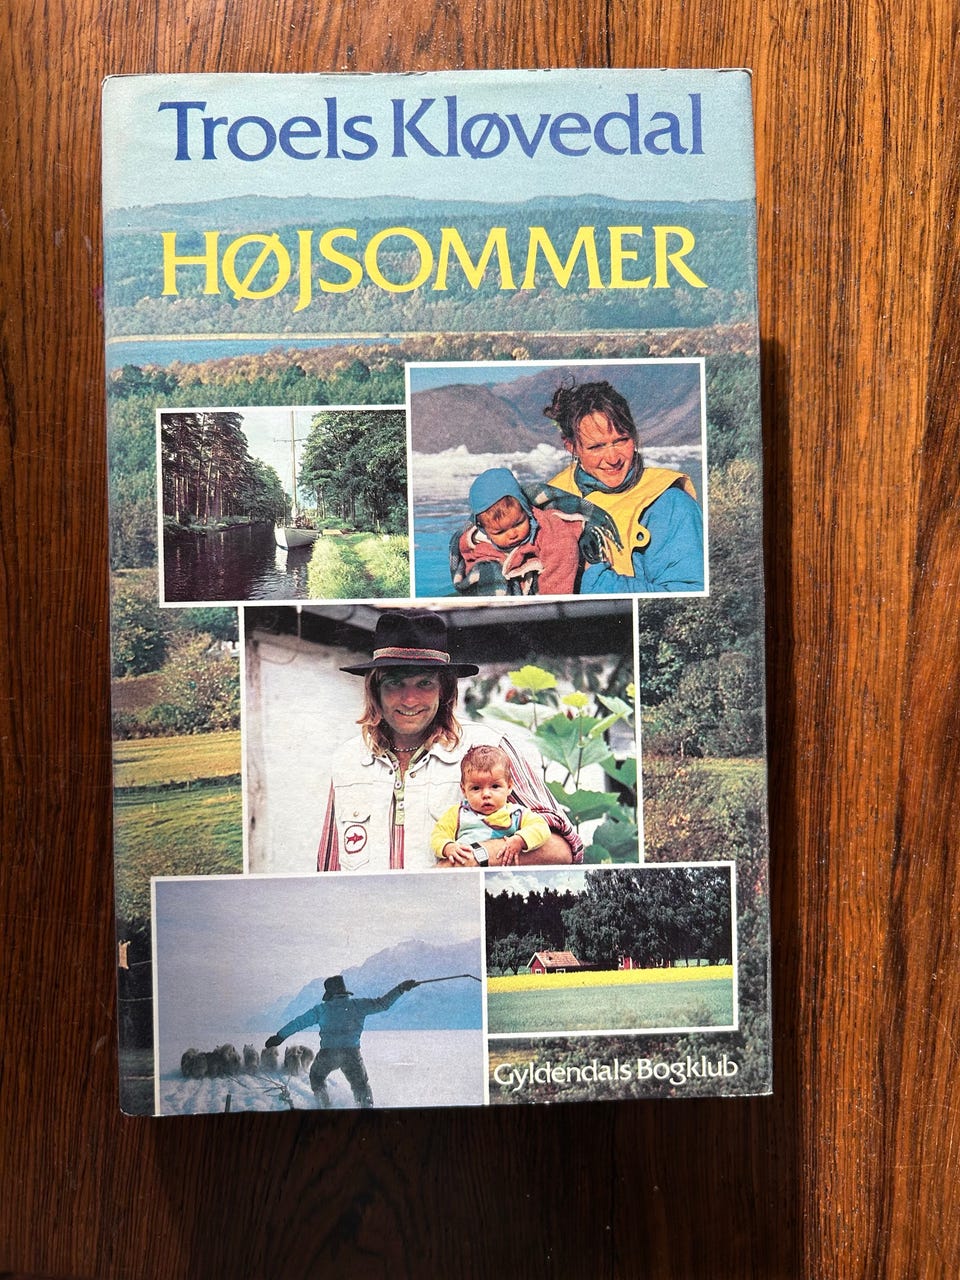 Troels Kløvedal
HØJSOMMER
Gyldendals Bogklub